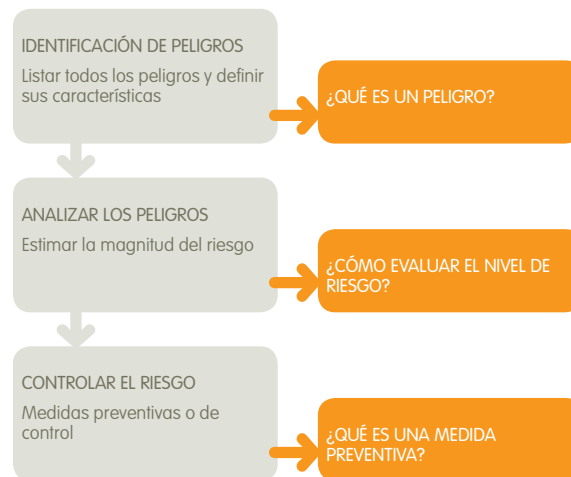 IDENTIFICACIÓN DE PELIGROS
Listar todos los peligros y definir
sus características
¿QUÉ ES UN PELIGRO?
ANALIZAR LOS PELIGROS
Estimar la magnitud del riesgo
¿CÓMO EVALUAR EL NIVEL DE
RIESGO?
CONTROLAR EL RIESGO
Medidas preventivas o de
control
¿QUÉ ES UNA MEDIDA
PREVENTIVA?